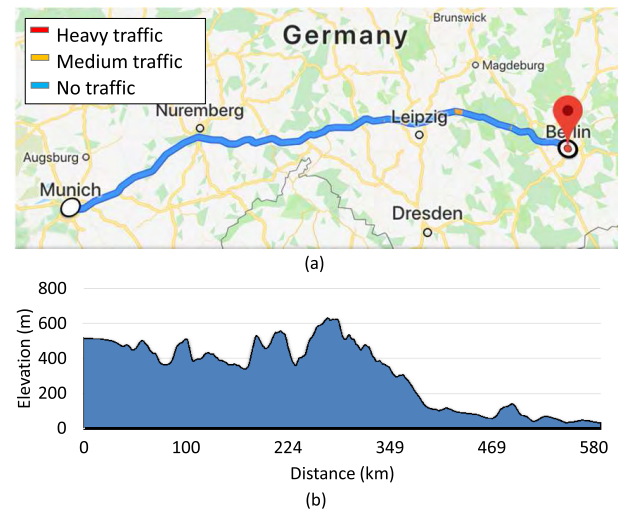 Heavy traffic
Medium traffic
No traffic
Germany
Brunswick
Magdeburg
Nuremberg
Leipzig
Berlin
Augsburg
Munich
Dresden
(a)
800
600
400
200
0
Elevation (m)
0 100 224 349 469 580
Distance (km)
(b)